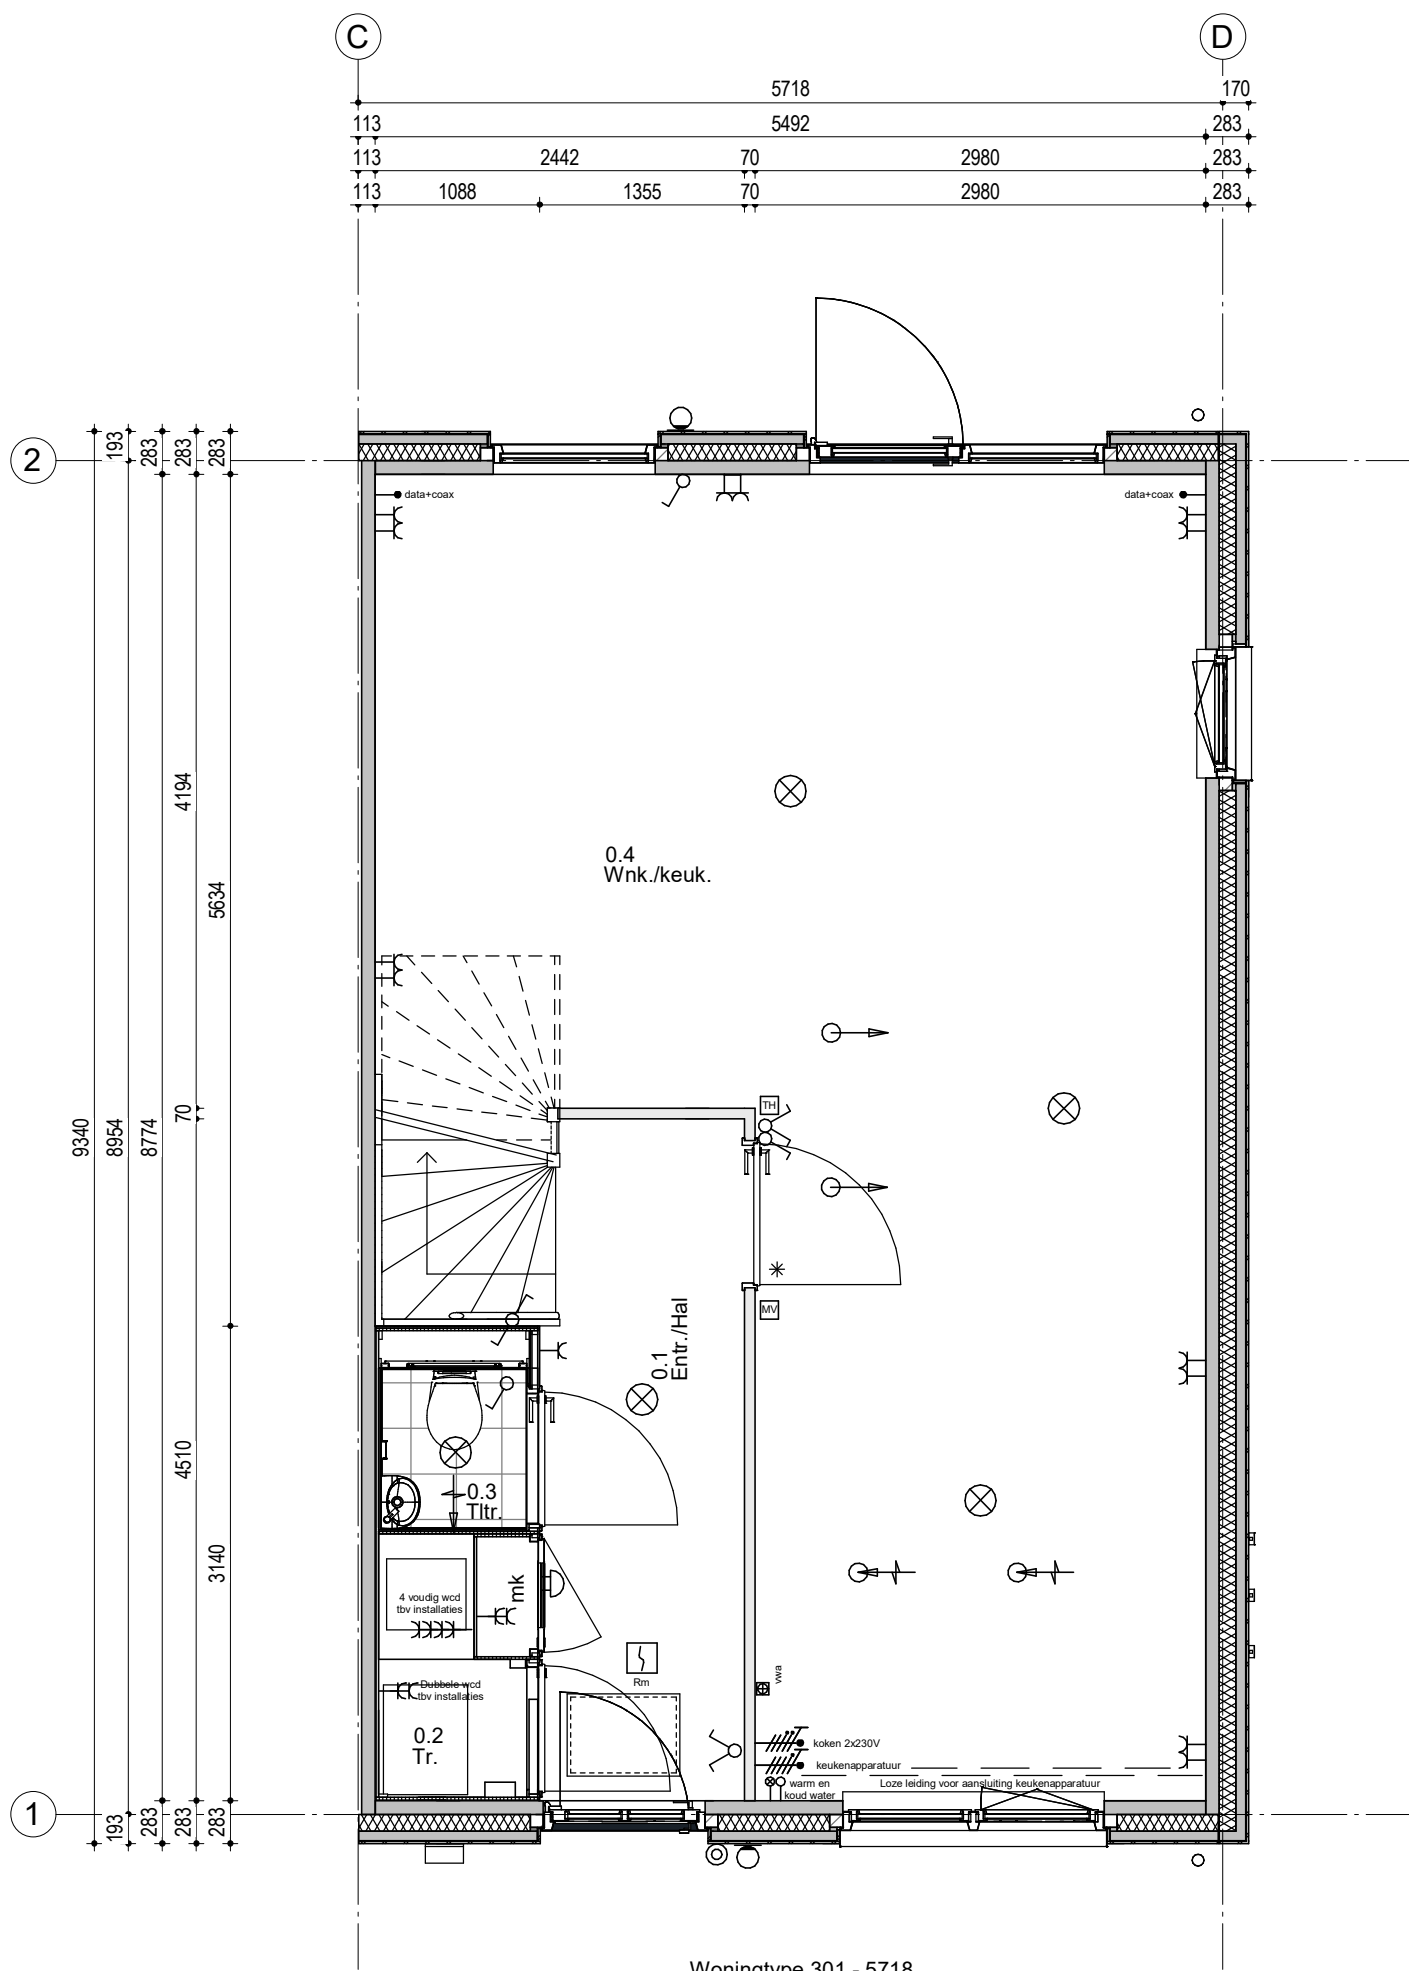 C
D
5718
170
113
5492
283
113
2442
70
2980
283
113
1088
1355
70
2980
283
2
193
283
283
283
data+coax
data+coax
4194
0.4
Wnk./keuk.
5634
70
TH
9340
8954
8774
MV
0.1
Entr./Hal
4510
0.3
Tltr.
3140
4 voudig wcd
tbv installaties
mk
Rm
vwa
Dubbele wcd
tbv installaties
0.2
Tr.
koken 2x230V
keukenapparatuur
warm en
koud water
Loze leiding voor aansluiting keukenapparatuur
1
193
283
283
283
Woningtype 301 - 5718